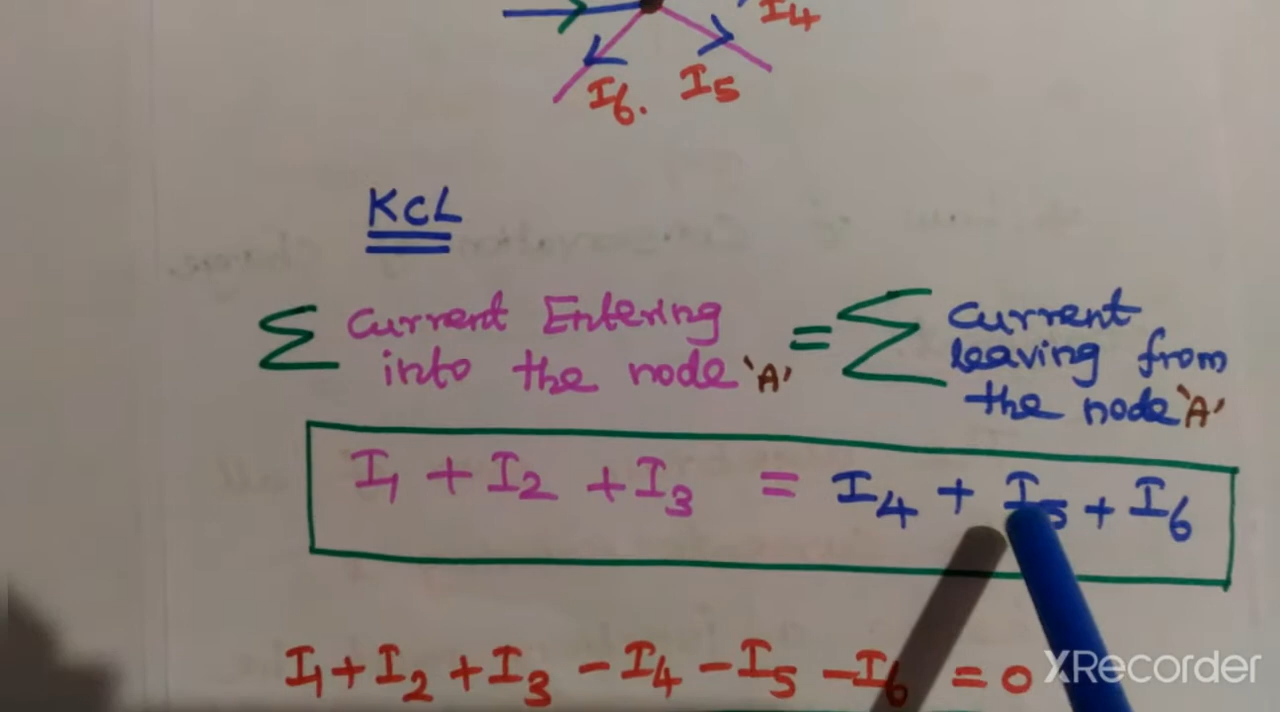 I4
I6. I5
KCL
Σ Current Entering into the node 'A' = Σ Current leaving from the node 'A'
I1 + I2 + I3 = I4 + I5 + I6
I1 + I2 + I3 - I4 - I5 - I6 = 0
XRecorder